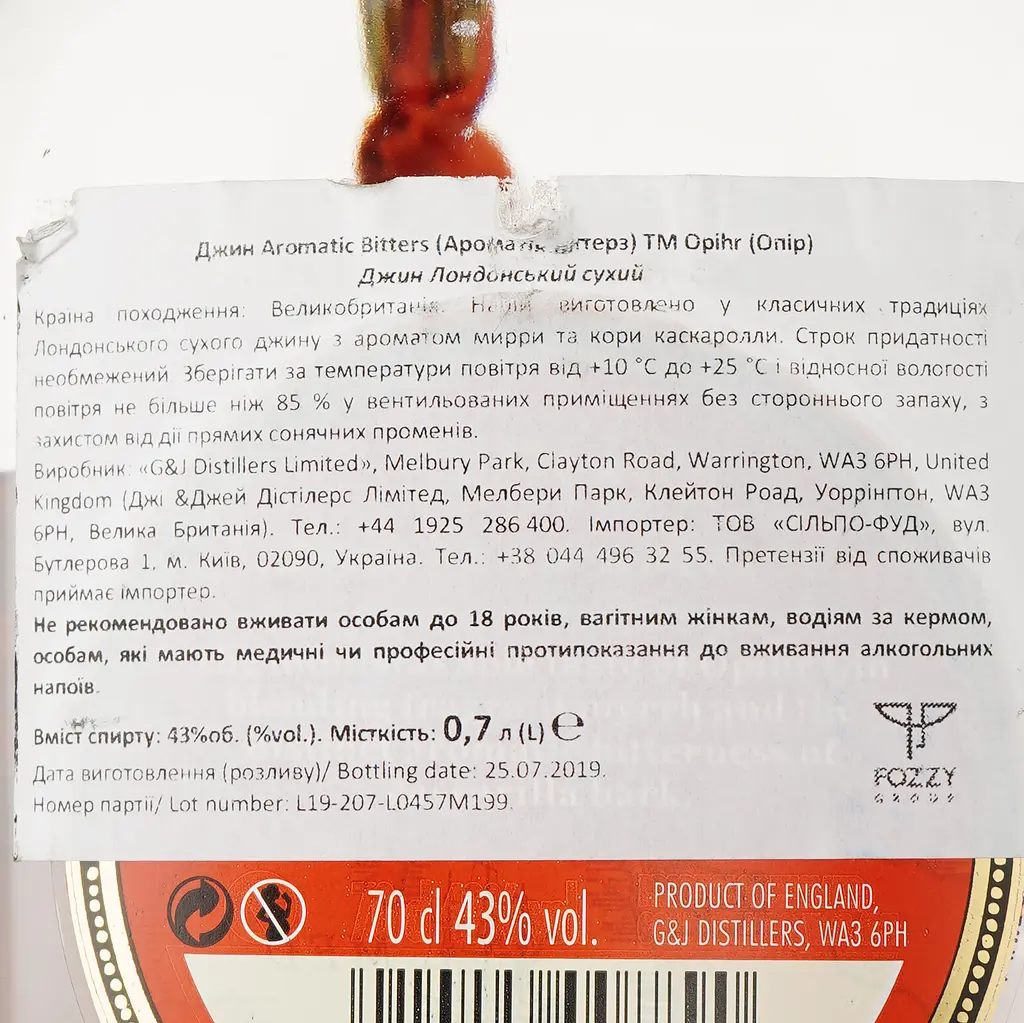 Джин Aromatic Bitters (Ароматік Бітерз) ТМ Opihr (Опір)
Джин Лондонський сухий
Країна походження: Великобританія. Напій виготовлено у класичних традиціях
Лондонського сухого джину з ароматом мирри та кори каскаролли. Строк придатності
необмежений. Зберігати за температури повітря від +10 °C до +25 °C і відносної вологості
повітря не більше ніж 85 % у вентильованих приміщеннях без стороннього запаху, з
захистом від дії прямих сонячних променів.
Виробник: «G&J Distillers Limited», Melbury Park, Clayton Road, Warrington, WA3 6PH, United
Kingdom (Джі &Джей Дістілерс Лімітед, Мелбери Парк, Клейтон Роад, Уоррінгтон, WA3
6PH, Велика Британія). Тел.: +44 1925 286 400. Імпортер: ТОВ «СІЛЬПО-ФУД», вул.
Бутлерова 1, м. Київ, 02090, Україна. Тел.: +38 044 496 32 55. Претензії від споживачів
приймає імпортер.
Не рекомендовано вживати особам до 18 років, вагітним жінкам, водіям за кермом,
особам, які мають медичні чи професійні протипоказання до вживання алкогольних
напоїв.
Вміст спирту: 43%об. (%vol.). Місткість: 0,7 л (L) ℮
Дата виготовлення (розливу)/ Bottling date: 25.07.2019.
Номер партії/ Lot number: L19-207-L0457M199.
FOZZY
GROUP
70 cl 43% vol.
PRODUCT OF ENGLAND,
G&J DISTILLERS, WA3 6PH